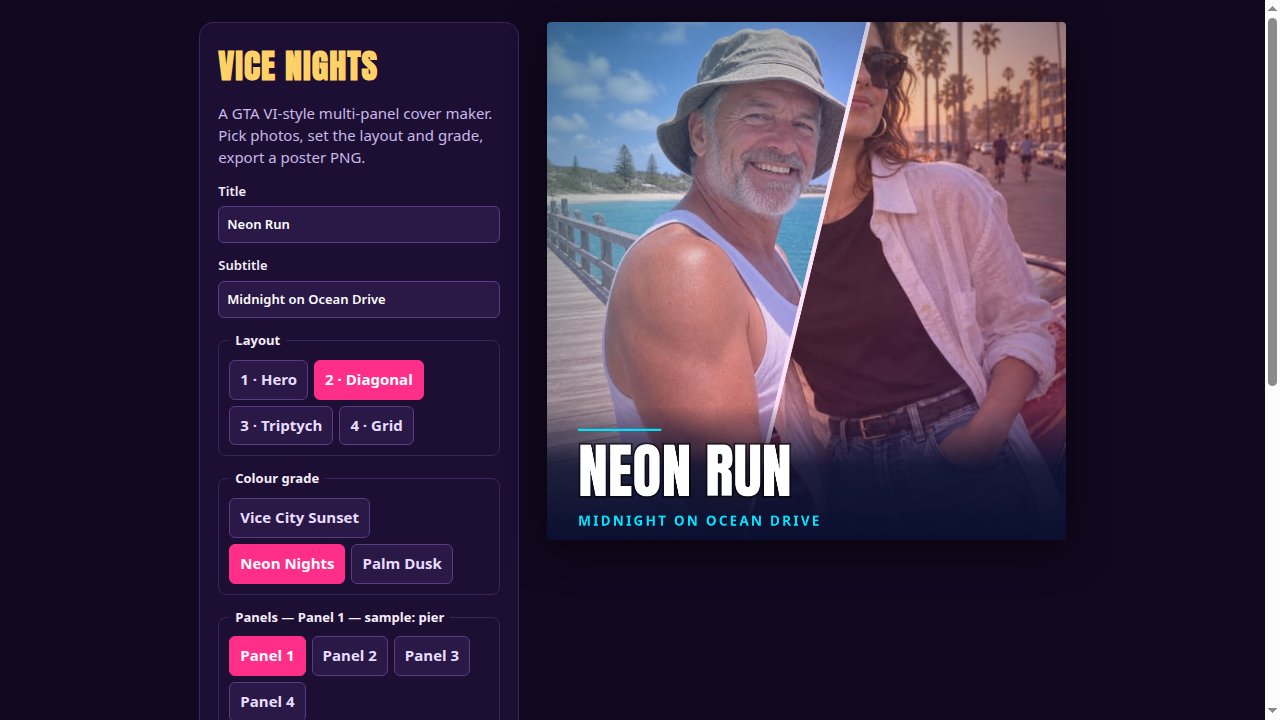 VICE NIGHTS
A GTA VI-style multi-panel cover maker.
Pick photos, set the layout and grade,
export a poster PNG.
Title
Neon Run
Subtitle
Midnight on Ocean Drive
Layout
1 · Hero
2 · Diagonal
3 · Triptych
4 · Grid
Colour grade
Vice City Sunset
Neon Nights
Palm Dusk
Panels — Panel 1 — sample: pier
Panel 1
Panel 2
Panel 3
Panel 4
NEON RUN
MIDNIGHT ON OCEAN DRIVE